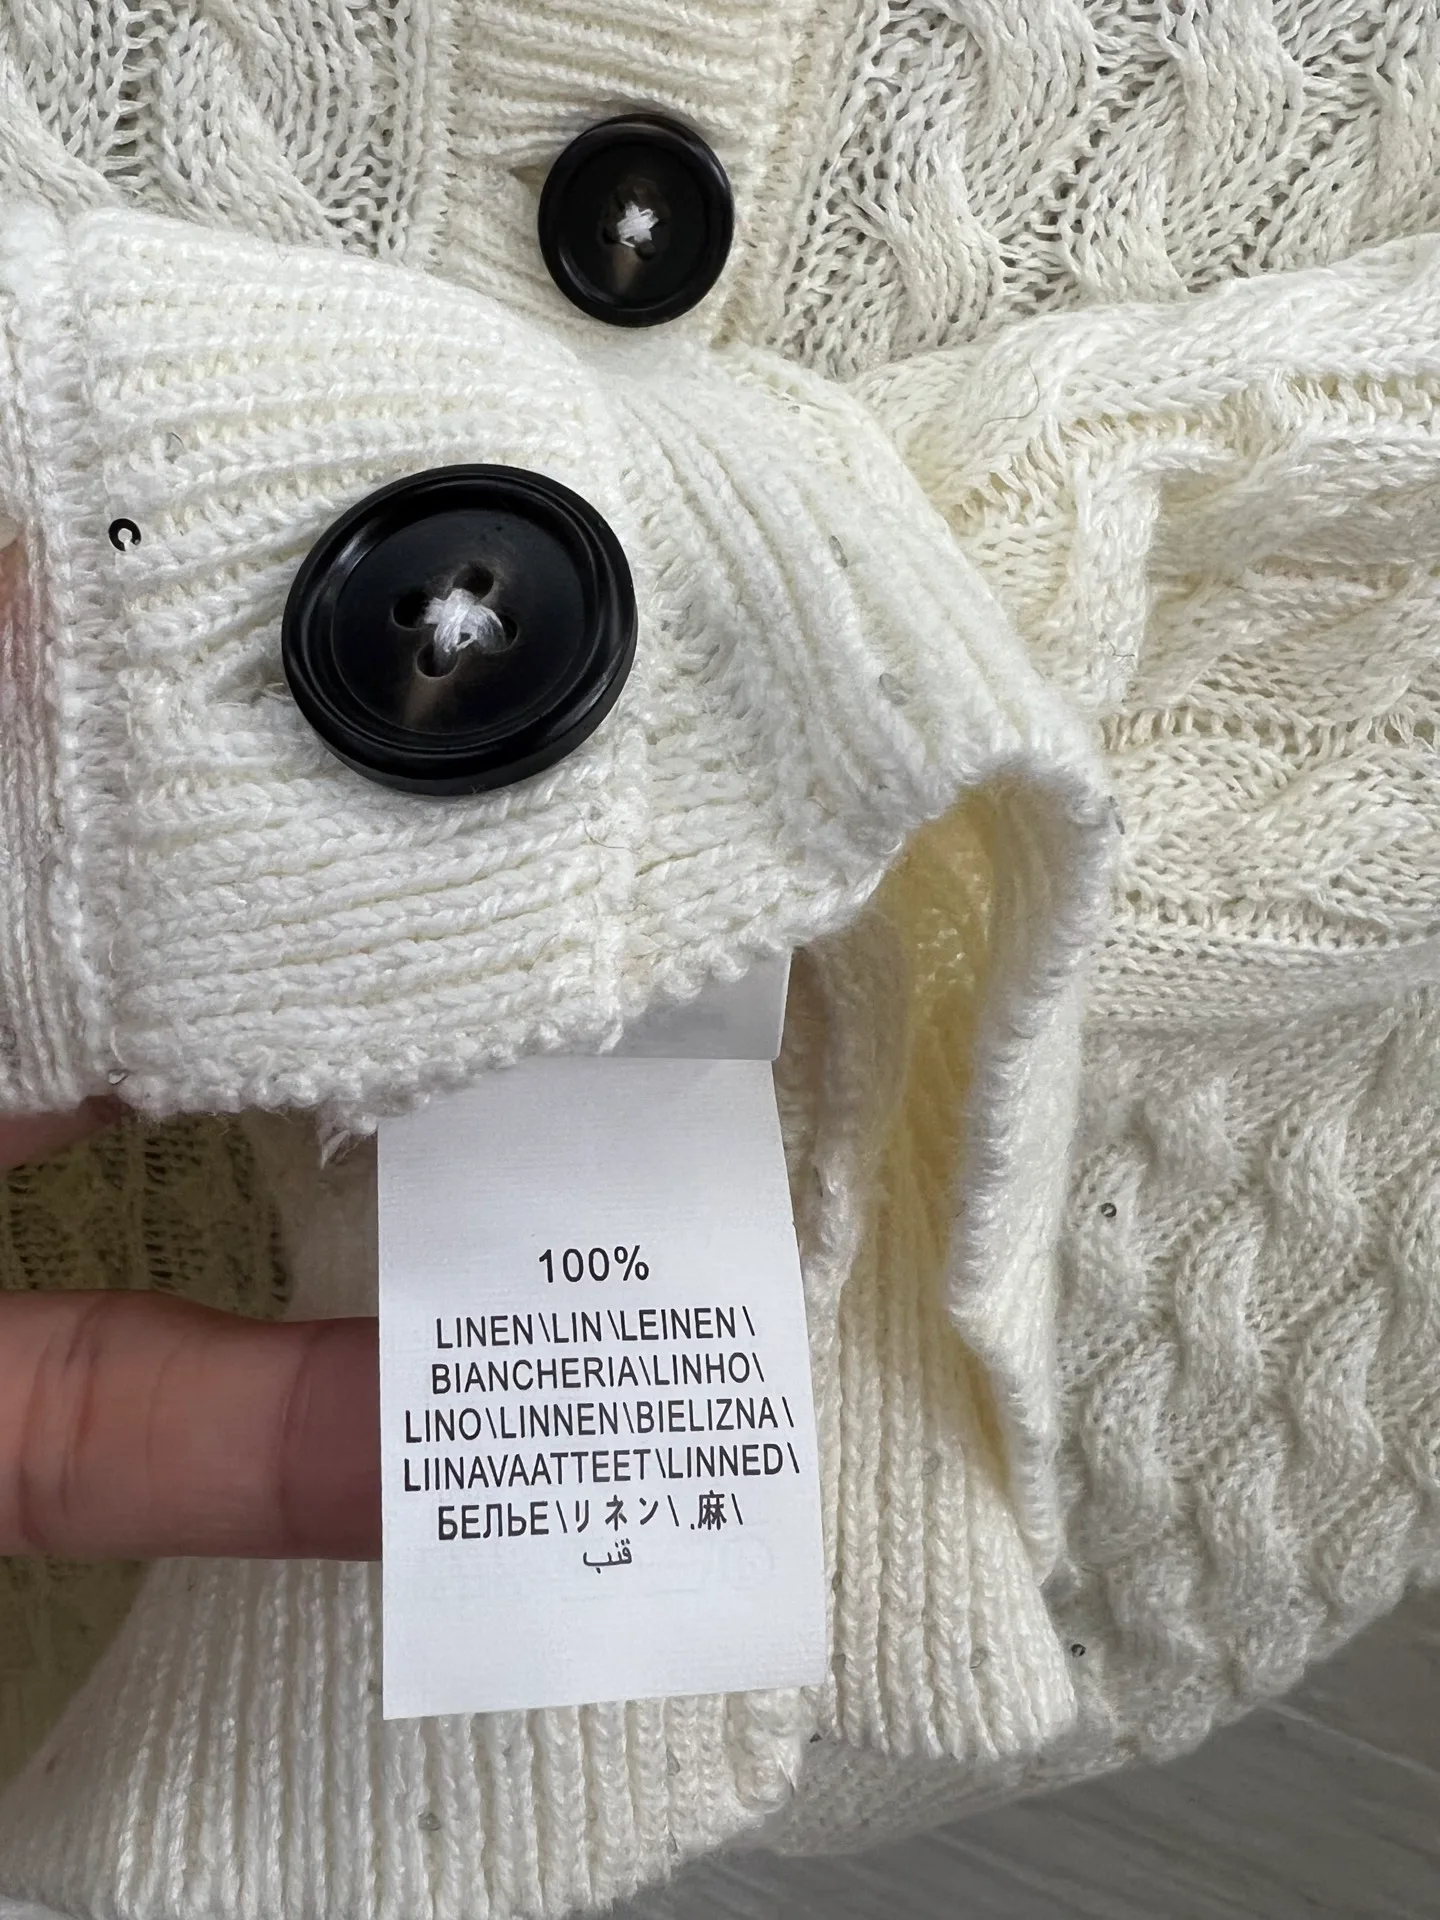 100%
LINEN\LIN\LEINEN\
BIANCHERIA\LINHO\
LINO\LINNEN\BIELIZNA\
LIINAVAATTEET\LINNED\
БЕЛЬЕ\リネン\.麻\
قنب